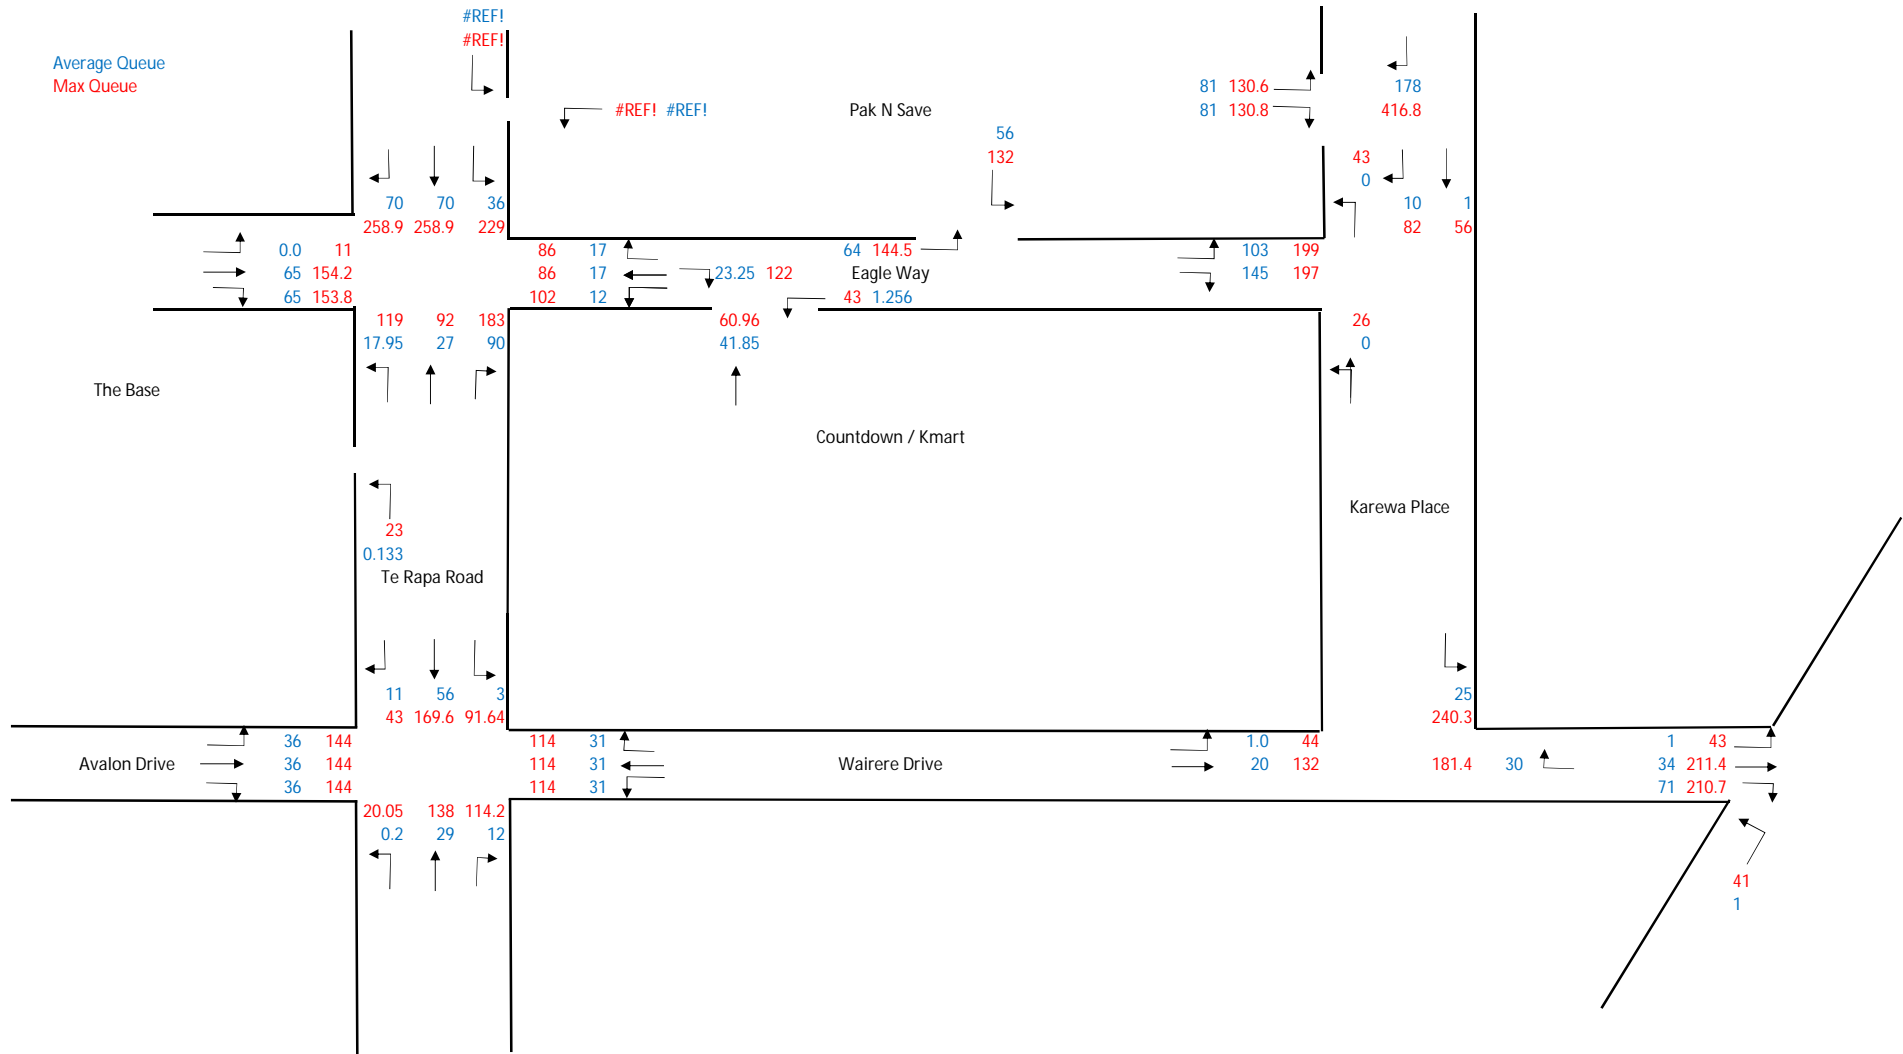 #REF!
#REF!
Average Queue
Max Queue
81 130.6
178
#REF! #REF!
Pak N Save
81 130.8
416.8
56
132
43
0
70 70 36
10 1
258.9 258.9 229
82 56
0.0 11
86 17
64 144.5
103 199
65 154.2
86 17
23.25 122
Eagle Way
145 197
65 153.8
102 12
43 1.256
119 92 183
60.96
26
17.95 27 90
41.85
0
The Base
Countdown / Kmart
Karewa Place
23
0.133
Te Rapa Road
11 56 3
25
43 169.6 91.64
240.3
36 144
114 31
1.0 44
1 43
Avalon Drive
36 144
114 31
Wairere Drive
20 132
181.4 30
34 211.4
36 144
114 31
71 210.7
20.05 138 114.2
0.2 29 12
41
1